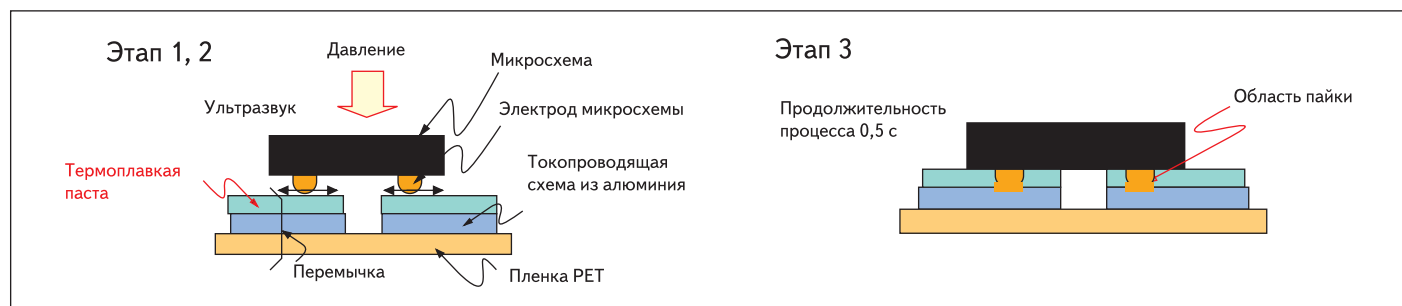 Этап 1, 2
Давление
Микросхема
Ультразвук
Электрод микросхемы
Термоплавкая
паста
Токопроводящая
схема из алюминия
Перемычка
Пленка PET
Этап 3
Продолжительность
процесса 0,5 с
Область пайки